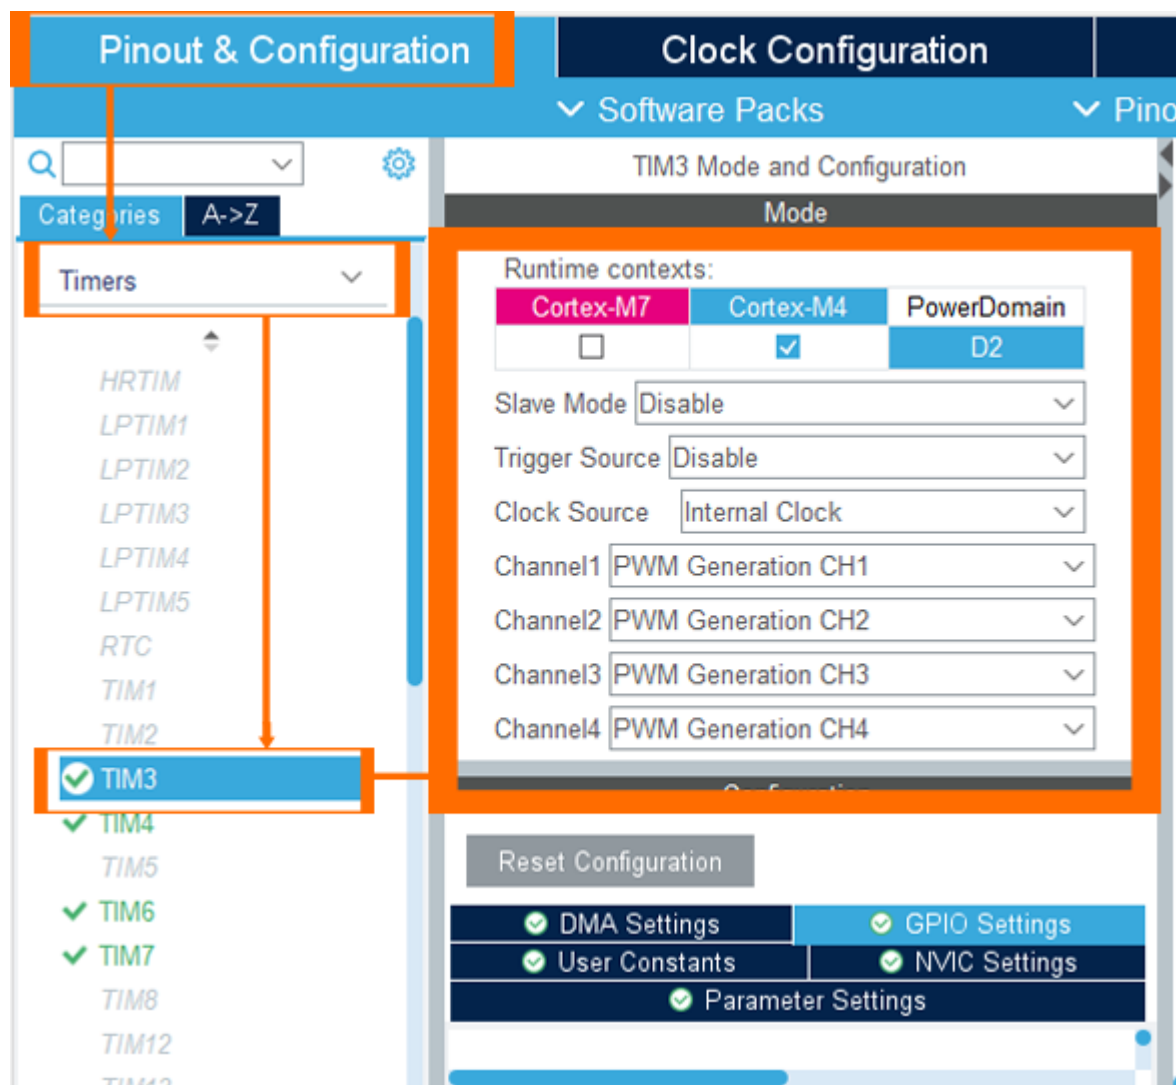 Pinout & Configuration
Clock Configuration
Software Packs
Pino
Categories
A->Z
Timers
HRTIM
LPTIM1
LPTIM2
LPTIM3
LPTIM4
LPTIM5
RTC
TIM1
TIM2
TIM3
TIM4
TIM5
TIM6
TIM7
TIM8
TIM12
TIM3 Mode and Configuration
Mode
Runtime contexts:
Cortex-M7 Cortex-M4 PowerDomain
D2
Slave Mode Disable
Trigger Source Disable
Clock Source Internal Clock
Channel1 PWM Generation CH1
Channel2 PWM Generation CH2
Channel3 PWM Generation CH3
Channel4 PWM Generation CH4
Reset Configuration
DMA Settings GPIO Settings
User Constants NVIC Settings
Parameter Settings